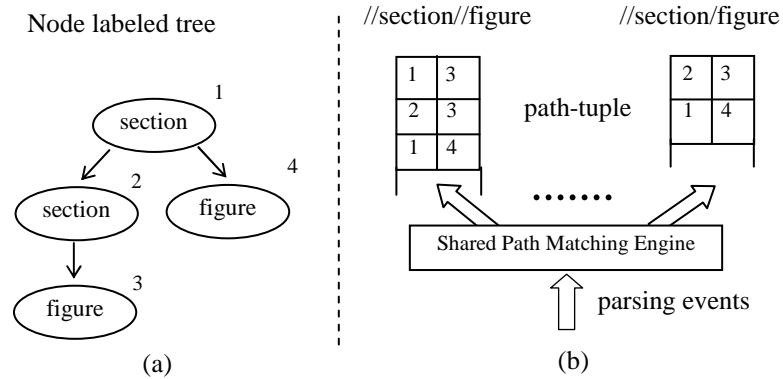 Node labeled tree
1
section
2
section
4
figure
3
figure
(a)
//section//figure
//section/figure
1 3
2 3
1 4
path-tuple
2 3
1 4
.......
Shared Path Matching Engine
parsing events
(b)